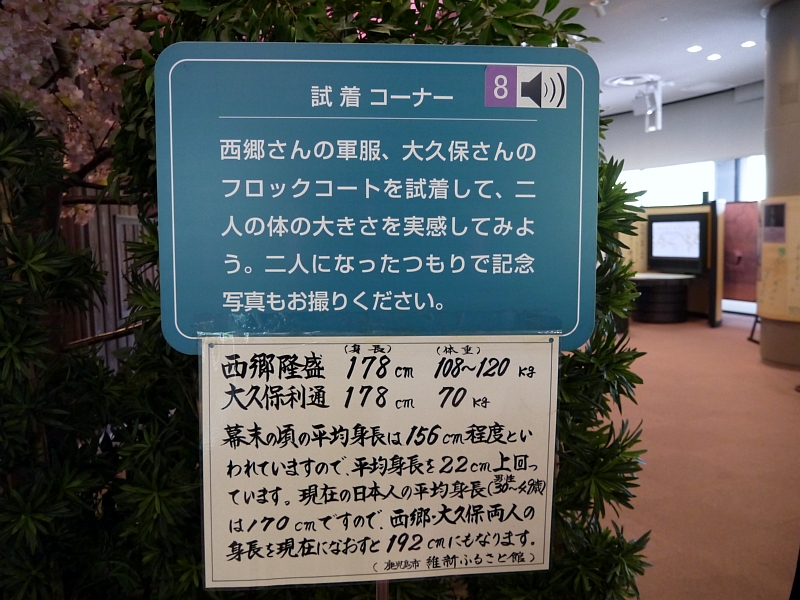 試着コーナー 8
西郷さんの軍服、大久保さんの
フロックコートを試着して、二
人の体の大きさを実感してみよ
う。二人になったつもりで記念
写真もお撮りください。
(身長) (体重)
西郷隆盛 178cm 108~120kg
大久保利通 178cm 70kg
幕末の頃の平均身長は156cm程度とい
われていますので、平均身長を22cm上回っ
ています。現在の日本人の平均身長(男性30~49歳)
は170cmですので、西郷・大久保両人の
身長を現在になおすと192cmにもなります。
(鹿児島市 維新ふるさと館)